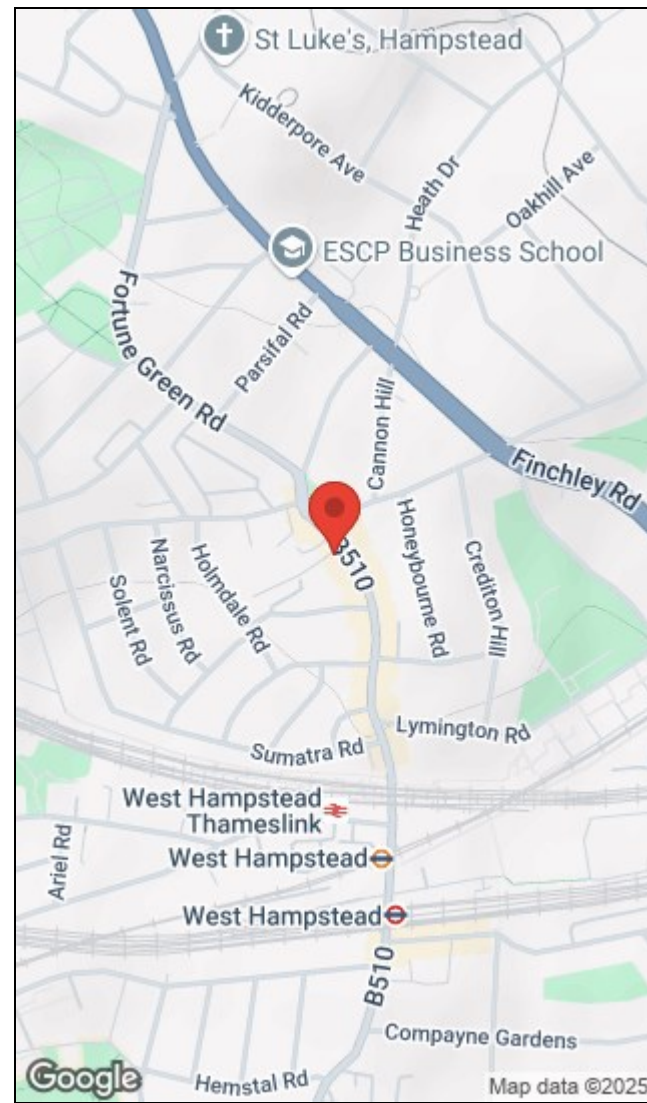 St Luke's, Hampstead
Kidderpore Ave
Heath Dr
Oakhill Ave
ESCP Business School
Fortune Green Rd
Parsifal Rd
Cannon Hill
Finchley Rd
B510
Honeybourne Rd
Crediton Hill
Narcissus Rd
Holmdale Rd
Solent Rd
Lymington Rd
Sumatra Rd
West Hampstead
Thameslink
Ariel Rd
West Hampstead
West Hampstead
B510
Compayne Gardens
Google
Hemstal Rd
Map data ©2025